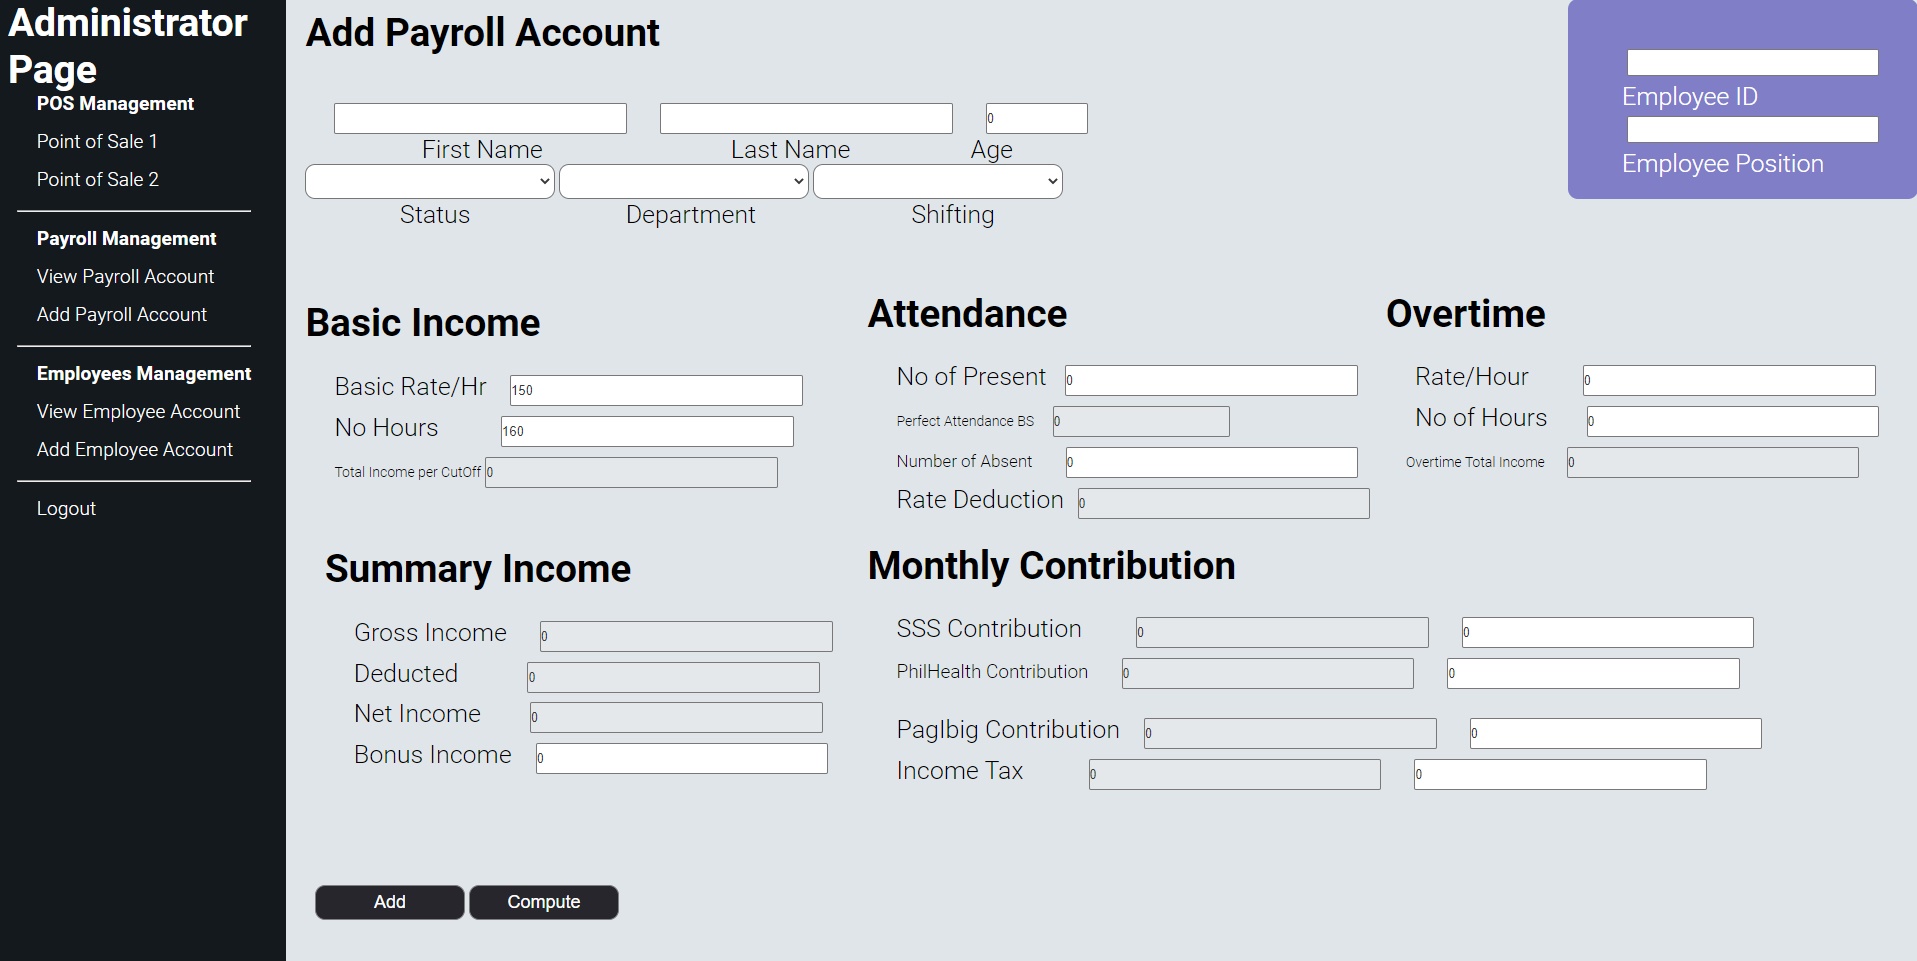 Administrator
Page
POS Management
Point of Sale 1
Point of Sale 2
Payroll Management
View Payroll Account
Add Payroll Account
Employees Management
View Employee Account
Add Employee Account
Logout
Add Payroll Account
0
First Name Last Name Age
Status Department Shifting
Employee ID
Employee Position
Basic Income
Basic Rate/Hr 150
No Hours 160
Total Income per CutOff 0
Attendance
No of Present 0
Perfect Attendance BS 0
Number of Absent 0
Rate Deduction 0
Overtime
Rate/Hour 0
No of Hours 0
Overtime Total Income 0
Summary Income
Gross Income 0
Deducted 0
Net Income 0
Bonus Income 0
Monthly Contribution
SSS Contribution 0 0
PhilHealth Contribution 0 0
PagIbig Contribution 0 0
Income Tax 0 0
Add Compute